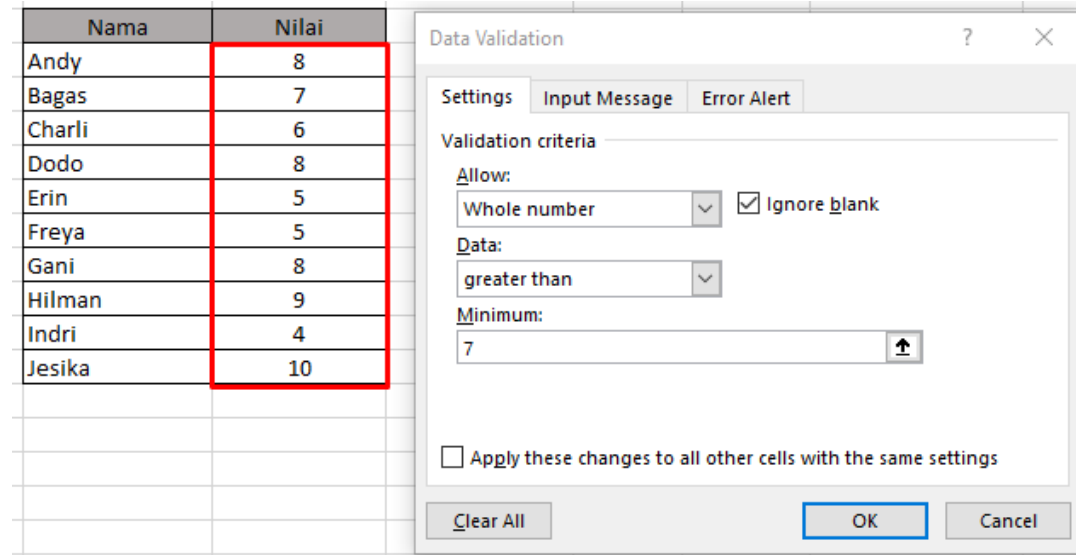 Nama Nilai
Andy 8
Bagas 7
Charli 6
Dodo 8
Erin 5
Freya 5
Gani 8
Hilman 9
Indri 4
Jesika 10
Data Validation ? ×
Settings Input Message Error Alert
Validation criteria
Allow:
Whole number Ignore blank
Data:
greater than
Minimum:
7
Apply these changes to all other cells with the same settings
Clear All OK Cancel